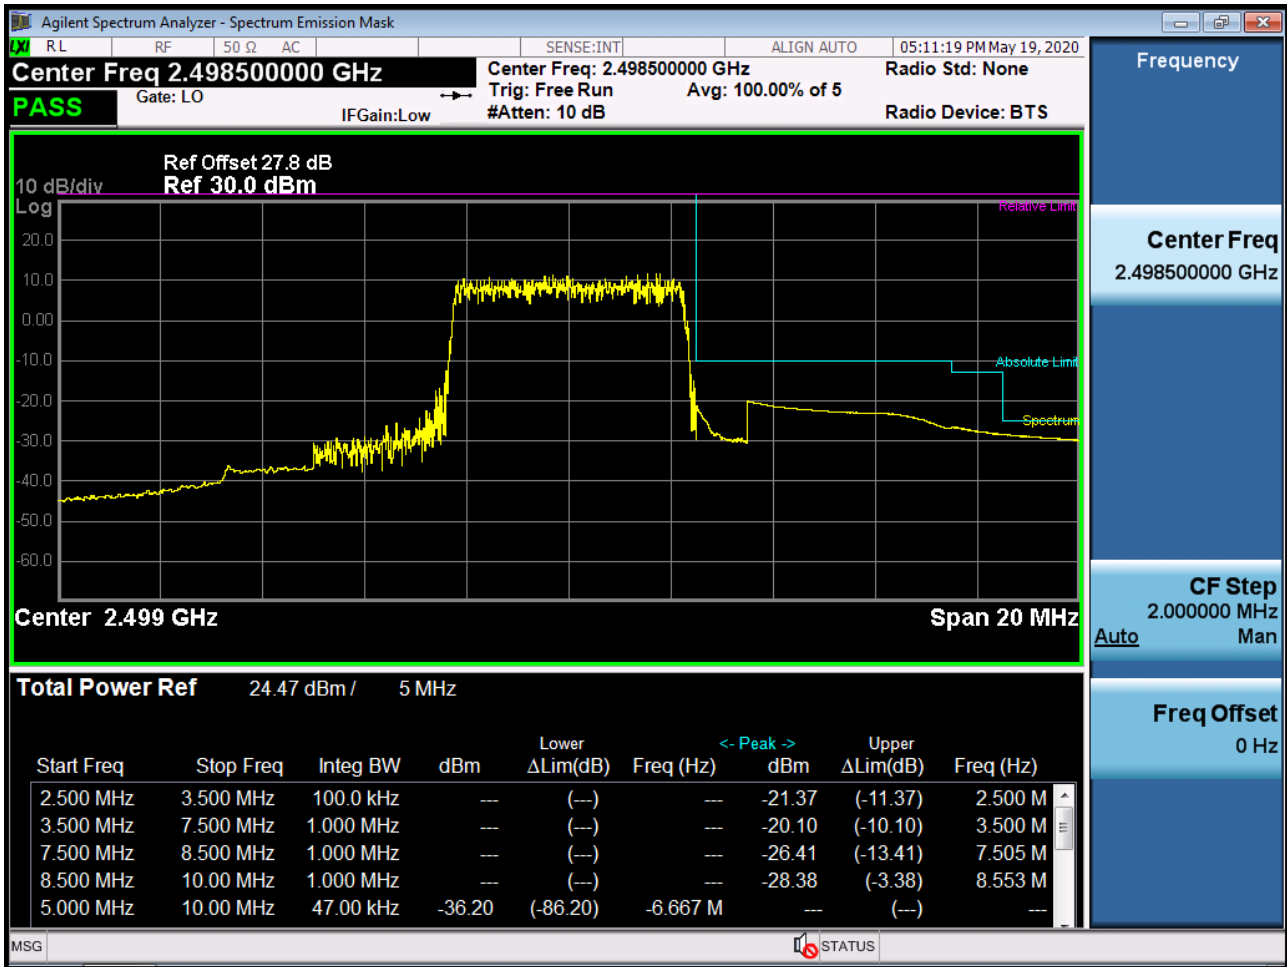 Agilent Spectrum Analyzer - Spectrum Emission Mask
LXI RL RF 50 Ω AC SENSE:INT ALIGN AUTO 05:11:19 PM May 19, 2020
Center Freq 2.498500000 GHz
Center Freq: 2.498500000 GHz
Radio Std: None
PASS
Gate: LO
IFGain:Low
Trig: Free Run
Avg: 100.00% of 5
#Atten: 10 dB
Radio Device: BTS
Ref Offset 27.8 dB
10 dB/div Ref 30.0 dBm
Log
Relative Limit
20.0
10.0
0.00
-10.0
Absolute Limit
-20.0
Spectrum
-30.0
-40.0
-50.0
-60.0
Center 2.499 GHz Span 20 MHz
Total Power Ref 24.47 dBm / 5 MHz
Lower <- Peak -> Upper
Start Freq Stop Freq Integ BW dBm ΔLim(dB) Freq (Hz) dBm ΔLim(dB) Freq (Hz)
2.500 MHz 3.500 MHz 100.0 kHz --- (---) --- -21.37 (-11.37) 2.500 M
3.500 MHz 7.500 MHz 1.000 MHz --- (---) --- -20.10 (-10.10) 3.500 M
7.500 MHz 8.500 MHz 1.000 MHz --- (---) --- -26.41 (-13.41) 7.505 M
8.500 MHz 10.00 MHz 1.000 MHz --- (---) --- -28.38 (-3.38) 8.553 M
5.000 MHz 10.00 MHz 47.00 kHz -36.20 (-86.20) -6.667 M --- (---) ---
MSG STATUS
Frequency
Center Freq
2.498500000 GHz
CF Step
2.000000 MHz
Auto Man
Freq Offset
0 Hz